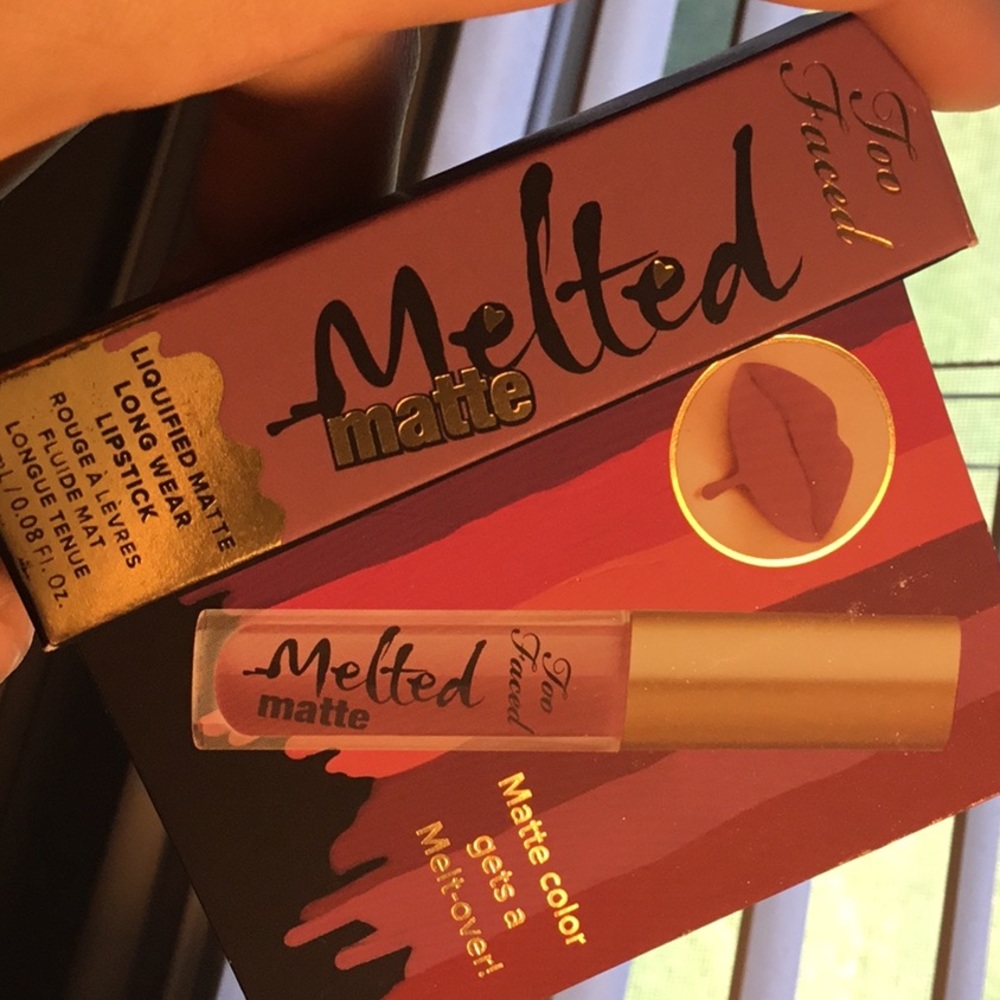 Too
Faced
Melted
matte
LIQUIFIED MATTE
LONG WEAR
LIPSTICK
ROUGE À LÈVRES
FLUIDE MAT
LONGUE TENUE
0.08 Fl. Oz.
Melted
matte
Too
Faced
Matte color
gets a
Melt-over!